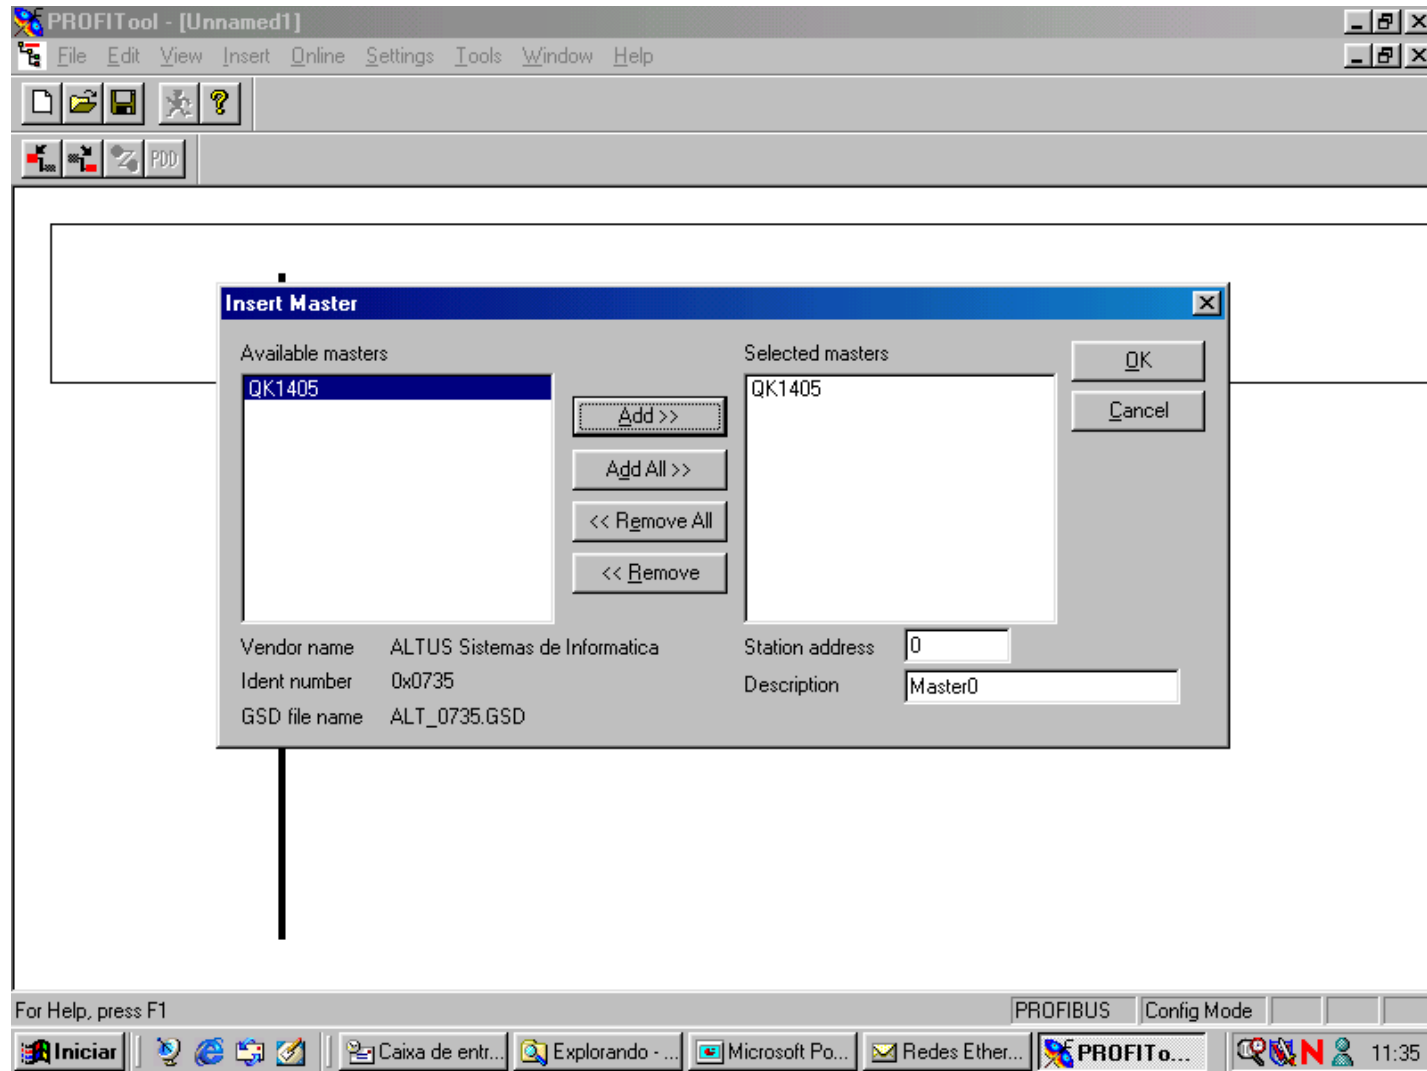 PROFITool - [Unnamed1]
File Edit View Insert Online Settings Tools Window Help
PDD
Insert Master
Available masters
Selected masters
OK
QK1405
QK1405
Add >>
Cancel
Add All >>
<< Remove All
<< Remove
Vendor name ALTUS Sistemas de Informatica
Station address 0
Ident number 0x0735
Description Master0
GSD file name ALT_0735.GSD
For Help, press F1
PROFIBUS Config Mode
Iniciar Caixa de entr... Explorando - ... Microsoft Po... Redes Ether... PROFITo... N 11:35